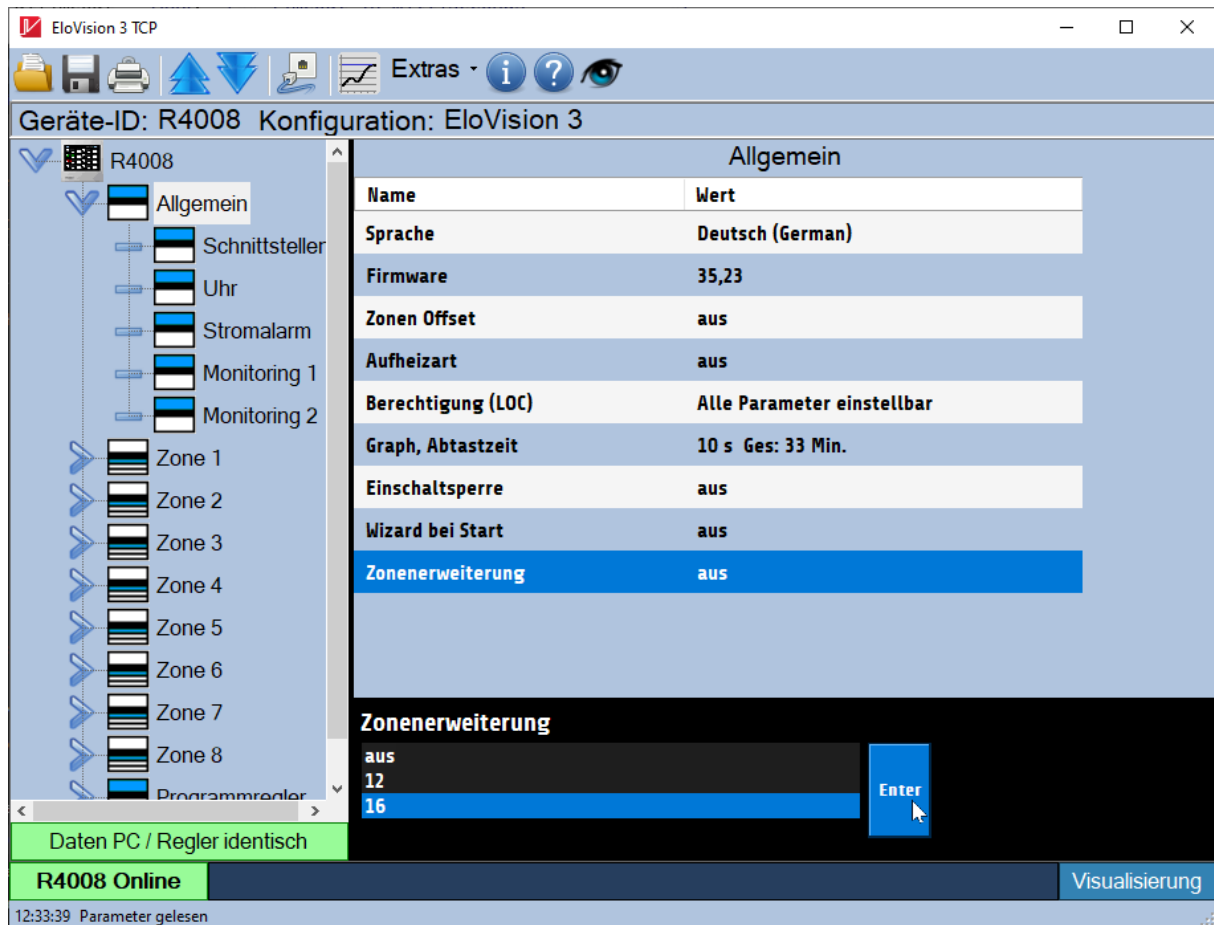 EloVision 3 TCP
Extras
Geräte-ID: R4008 Konfiguration: EloVision 3
R4008
Allgemein
Schnittsteller
Uhr
Stromalarm
Monitoring 1
Monitoring 2
Zone 1
Zone 2
Zone 3
Zone 4
Zone 5
Zone 6
Zone 7
Zone 8
Programmregler
Daten PC / Regler identisch
Allgemein
Name Wert
Sprache Deutsch (German)
Firmware 35,23
Zonen Offset aus
Aufheizart aus
Berechtigung (LOC) Alle Parameter einstellbar
Graph, Abtastzeit 10 s Ges: 33 Min.
Einschaltsperre aus
Wizard bei Start aus
Zonenerweiterung aus
Zonenerweiterung
aus
12
16
Enter
R4008 Online
Visualisierung
12:33:39 Parameter gelesen